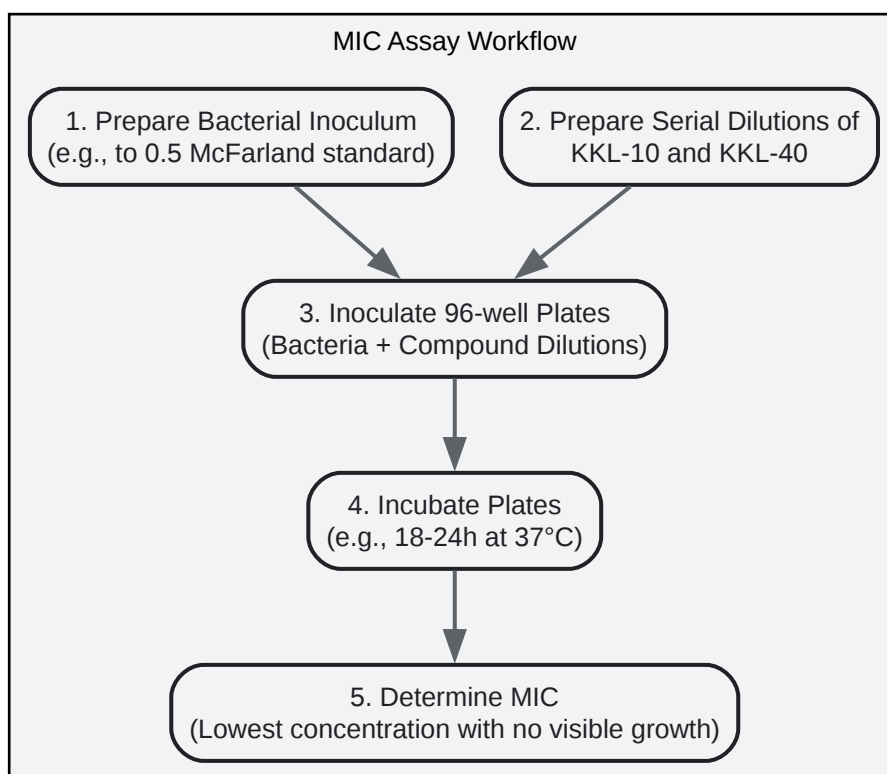 MIC Assay Workflow
1. Prepare Bacterial Inoculum
(e.g., to 0.5 McFarland standard)
2. Prepare Serial Dilutions of
KKL-10 and KKL-40
3. Inoculate 96-well Plates
(Bacteria + Compound Dilutions)
4. Incubate Plates
(e.g., 18-24h at 37°C)
5. Determine MIC
(Lowest concentration with no visible growth)